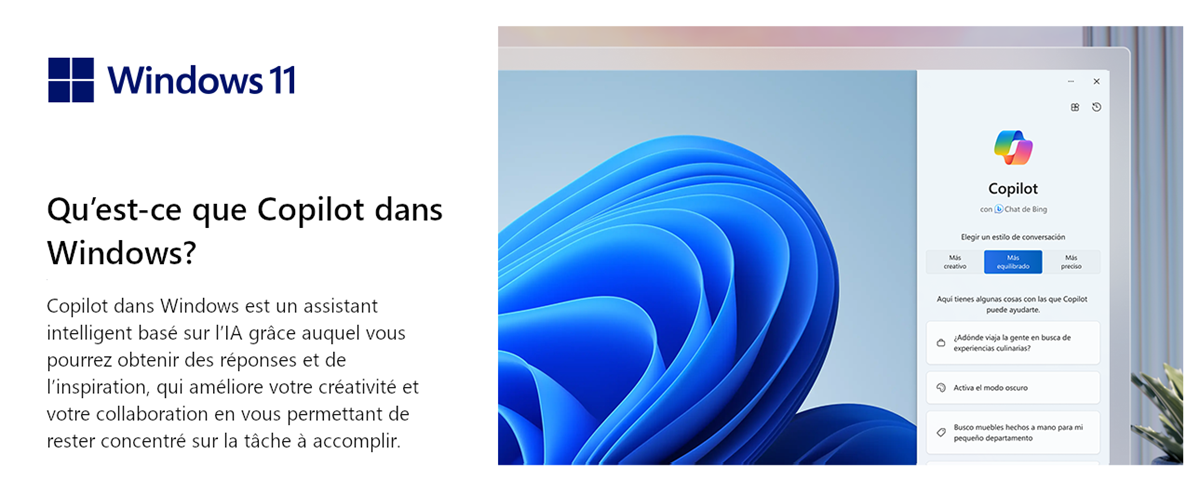 Windows 11
Qu'est-ce que Copilot dans
Windows?
Copilot dans Windows est un assistant
intelligent basé sur l'IA grâce auquel vous
pourrez obtenir des réponses et de
l'inspiration, qui améliore votre créativité et
votre collaboration en vous permettant de
rester concentré sur la tâche à accomplir.
Copilot
con Chat de Bing
Elegir un estilo de conversación
Más
creativo
Más
equilibrado
Más
preciso
Aquí tienes algunas cosas con las que Copilot
puede ayudarte.
¿Adónde viaja la gente en busca de
experiencias culinarias?
Activa el modo oscuro
Busco muebles hechos a mano para mi
pequeño departamento